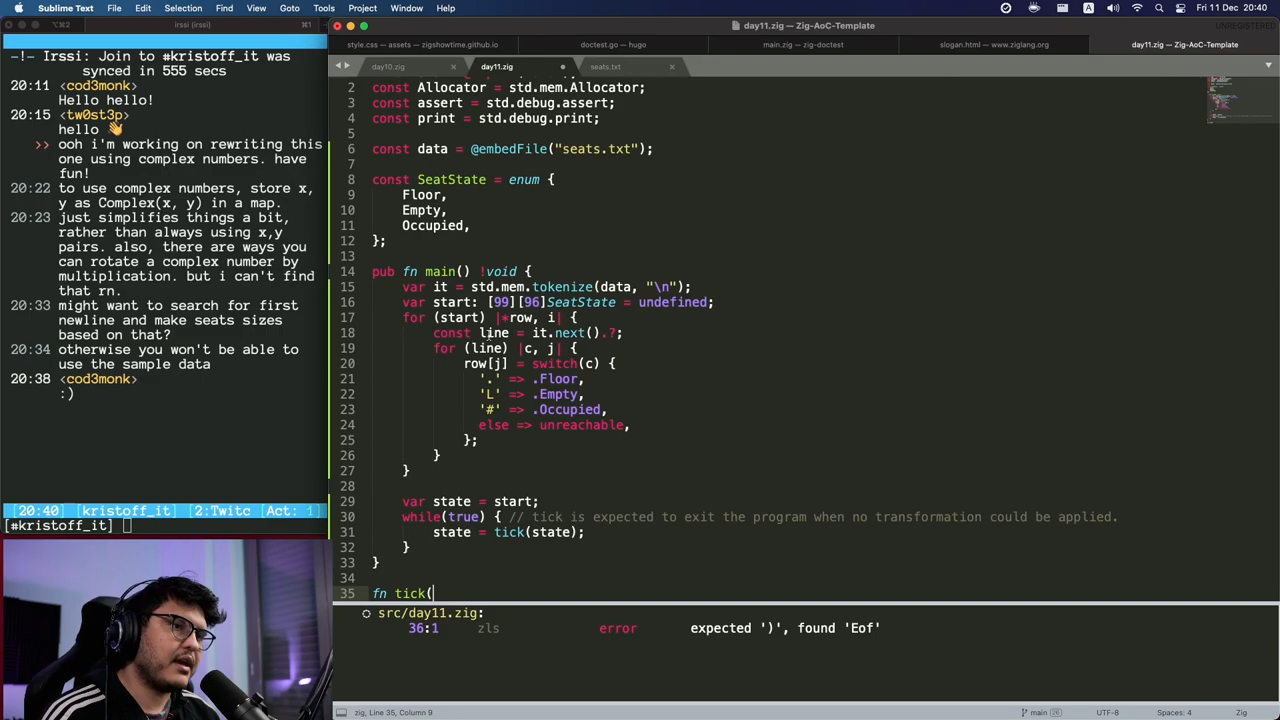 Sublime Text File Edit Selection Find View Goto Tools Project Window Help
Fri 11 Dec 20:40
⌥⌘2 irssi (irssi) ⌘1
-!- Irssi: Join to #kristoff_it was
synced in 555 secs
20:11 <cod3monk>
Hello hello!
20:15 <tw0st3p>
hello 👋
>> ooh i'm working on rewriting this
one using complex numbers. have
fun!
20:22 to use complex numbers, store x,
y as Complex(x, y) in a map.
20:23 just simplifies things a bit,
rather than always using x,y
pairs. also, there are ways you
can rotate a complex number by
multiplication. but i can't find
that rn.
20:33 might want to search for first
newline and make seats sizes
based on that?
20:34 otherwise you won't be able to
use the sample data
20:38 <cod3monk>
:)
[20:40] [kristoff_it] [2:Twitc [Act: 1]
[#kristoff_it]
day11.zig — Zig-AoC-Template
UNREGISTERED
style.css — assets — zigshowtime.github.io
doctest.go — hugo
main.zig — zig-doctest
slogan.html — www.ziglang.org
day11.zig — Zig-AoC-Template
day10.zig × day11.zig seats.txt ×
2 const Allocator = std.mem.Allocator;
3 const assert = std.debug.assert;
4 const print = std.debug.print;
5
6 const data = @embedFile("seats.txt");
7
8 const SeatState = enum {
9 Floor,
10 Empty,
11 Occupied,
12 };
13
14 pub fn main() !void {
15 var it = std.mem.tokenize(data, "\n");
16 var start: [99][96]SeatState = undefined;
17 for (start) |*row, i| {
18 const line = it.next().?;
19 for (line) |c, j| {
20 row[j] = switch(c) {
21 '.' => .Floor,
22 'L' => .Empty,
23 '#' => .Occupied,
24 else => unreachable,
25 };
26 }
27 }
28
29 var state = start;
30 while(true) { // tick is expected to exit the program when no transformation could be applied.
31 state = tick(state);
32 }
33 }
34
35 fn tick(
src/day11.zig:
36:1 zls error expected ')', found 'Eof'
zig, Line 35, Column 9
main 26
UTF-8
Spaces: 4
Zig